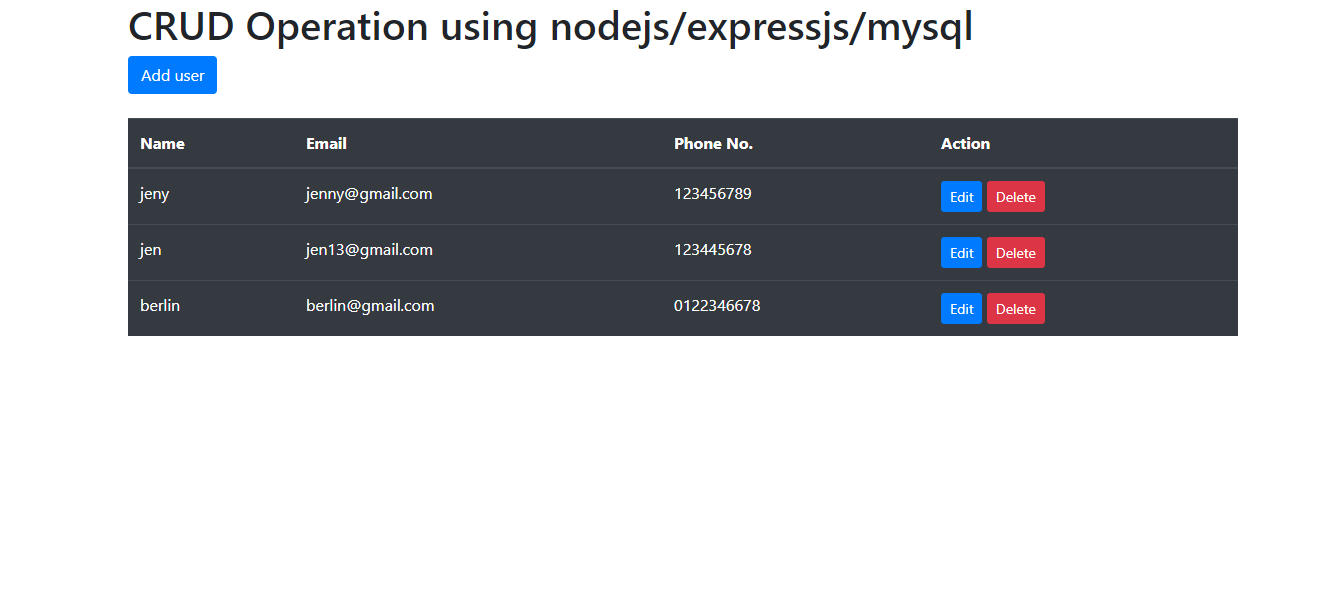 CRUD Operation using nodejs/expressjs/mysql
Add user
Name Email Phone No. Action
jeny jenny@gmail.com 123456789 Edit Delete
jen jen13@gmail.com 123445678 Edit Delete
berlin berlin@gmail.com 0122346678 Edit Delete